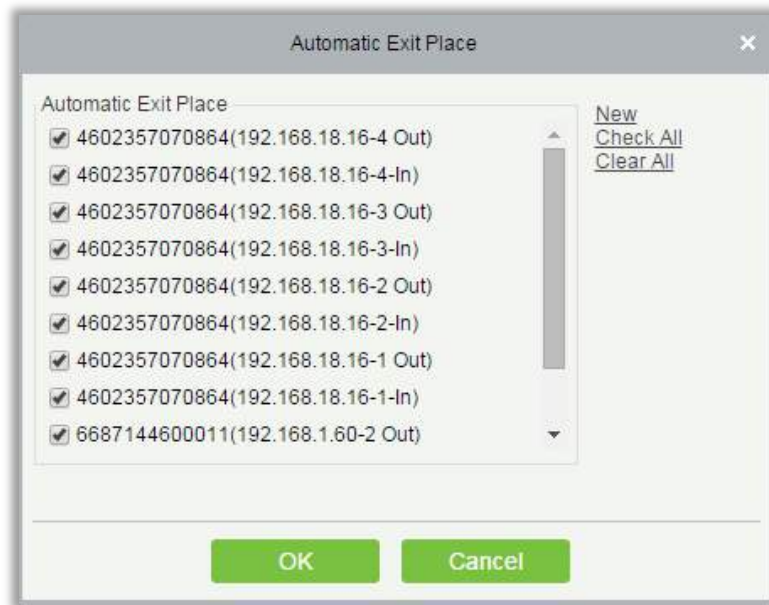 Automatic Exit Place
Automatic Exit Place
4602357070864(192.168.18.16-4 Out)
4602357070864(192.168.18.16-4-In)
4602357070864(192.168.18.16-3 Out)
4602357070864(192.168.18.16-3-In)
4602357070864(192.168.18.16-2 Out)
4602357070864(192.168.18.16-2-In)
4602357070864(192.168.18.16-1 Out)
4602357070864(192.168.18.16-1-In)
6687144600011(192.168.1.60-2 Out)
New
Check All
Clear All
OK
Cancel